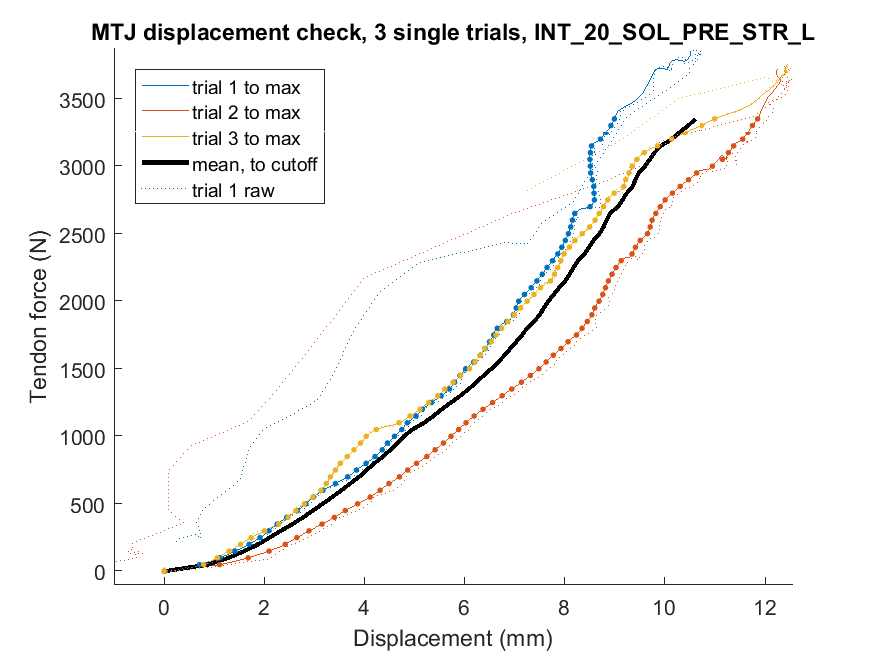 MTJ displacement check, 3 single trials, INT_20_SOL_PRE_STR_L
trial 1 to max
trial 2 to max
trial 3 to max
mean, to cutoff
trial 1 raw
3500
3000
2500
2000
1500
1000
500
0
Tendon force (N)
0 2 4 6 8 10 12
Displacement (mm)